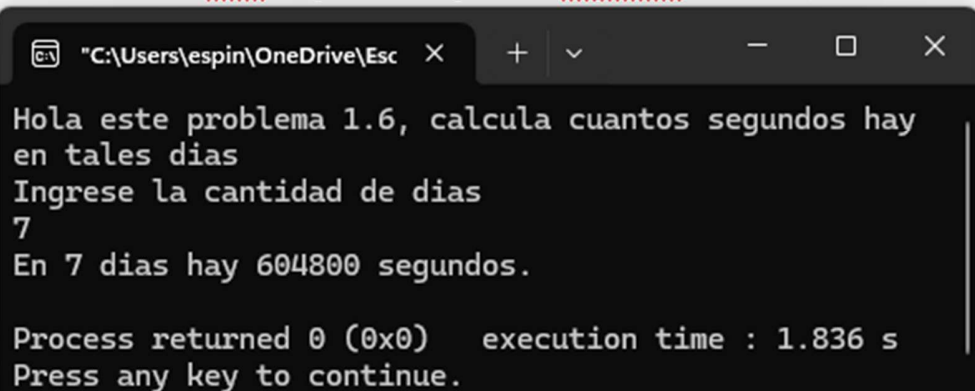 "C:\Users\espin\OneDrive\Esc
Hola este problema 1.6, calcula cuantos segundos hay
en tales dias
Ingrese la cantidad de dias
7
En 7 dias hay 604800 segundos.
Process returned 0 (0x0)   execution time : 1.836 s
Press any key to continue.